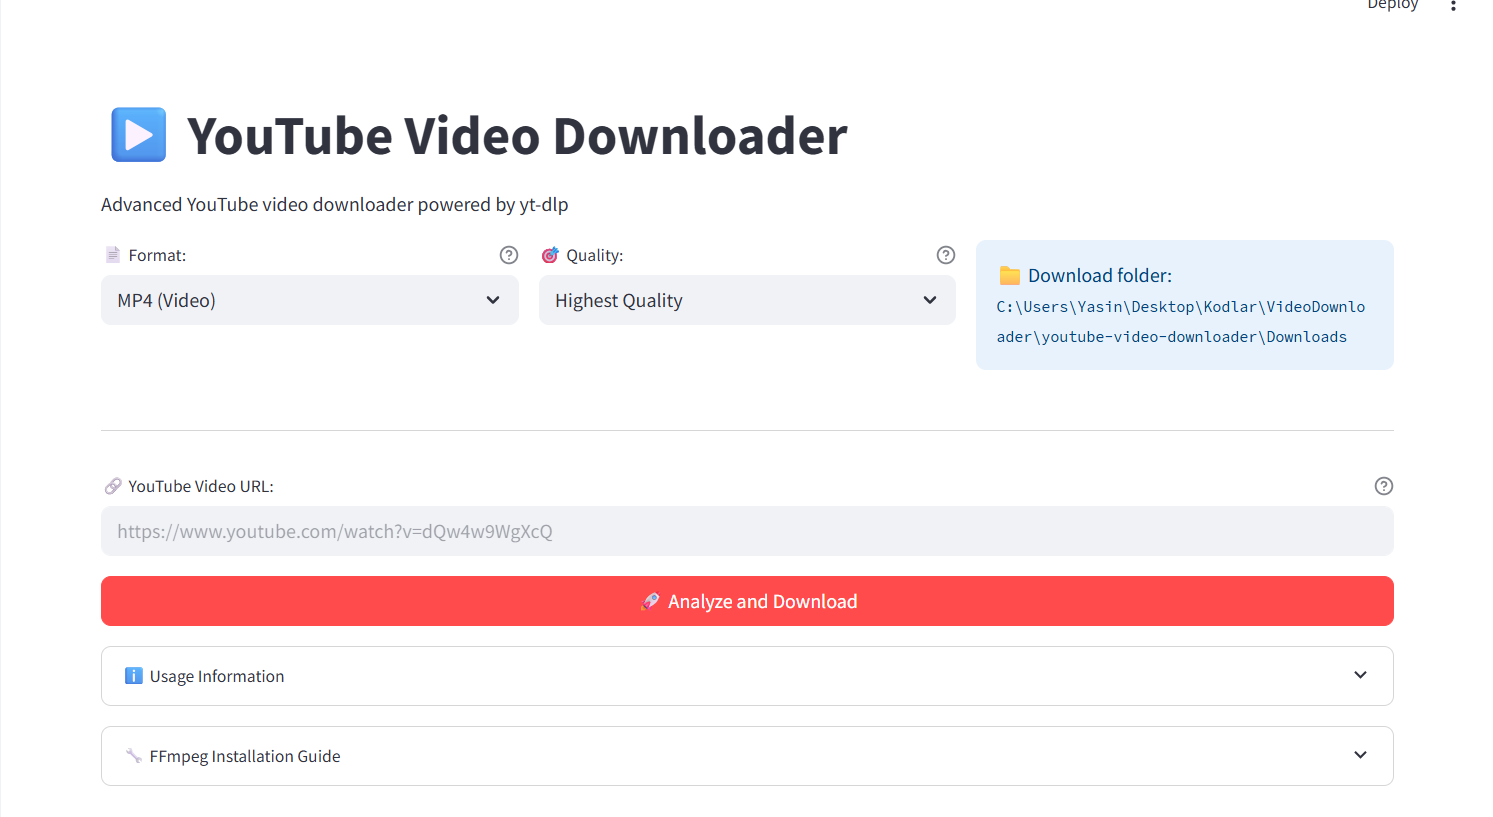 Deploy
YouTube Video Downloader
Advanced YouTube video downloader powered by yt-dlp
Format:
MP4 (Video)
Quality:
Highest Quality
Download folder:
C:\Users\Yasin\Desktop\Kodlar\VideoDownlo
ader\youtube-video-downloader\Downloads
YouTube Video URL:
https://www.youtube.com/watch?v=dQw4w9WgXcQ
Analyze and Download
Usage Information
FFmpeg Installation Guide